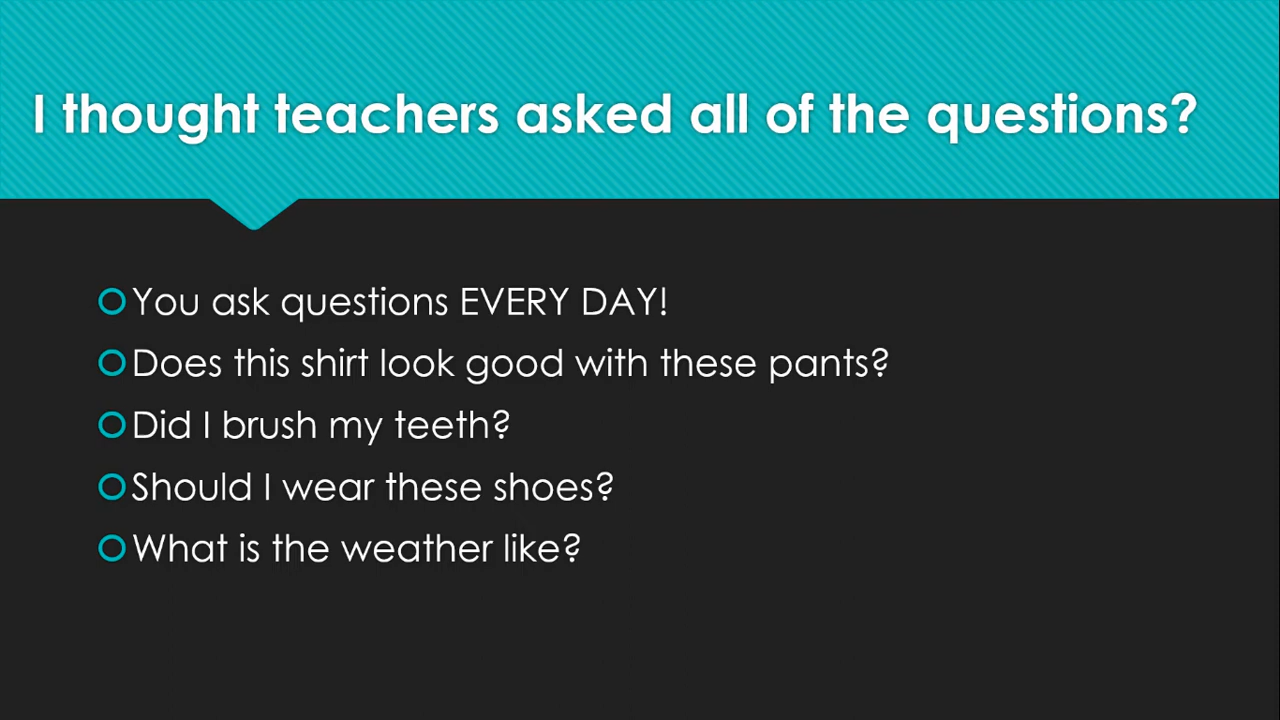 I thought teachers asked all of the questions?
You ask questions EVERY DAY!
Does this shirt look good with these pants?
Did I brush my teeth?
Should I wear these shoes?
What is the weather like?